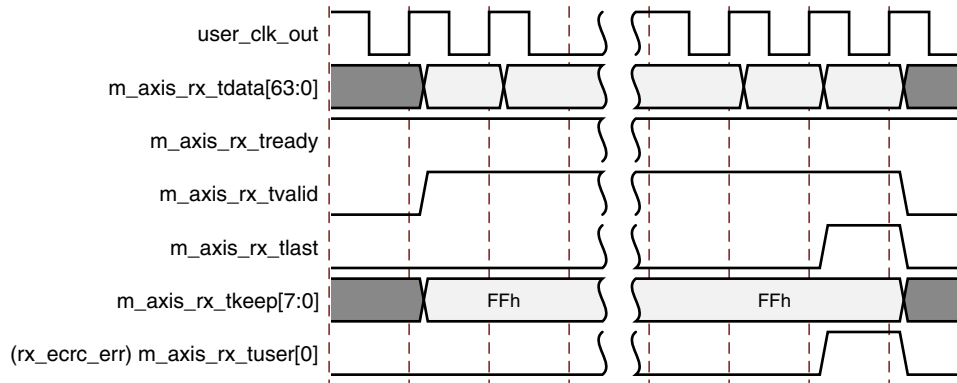 user_clk_out
m_axis_rx_tdata[63:0]
m_axis_rx_tready
m_axis_rx_tvalid
m_axis_rx_tlast
m_axis_rx_tkeep[7:0] FFh FFh
(rx_ecrc_err) m_axis_rx_tuser[0]